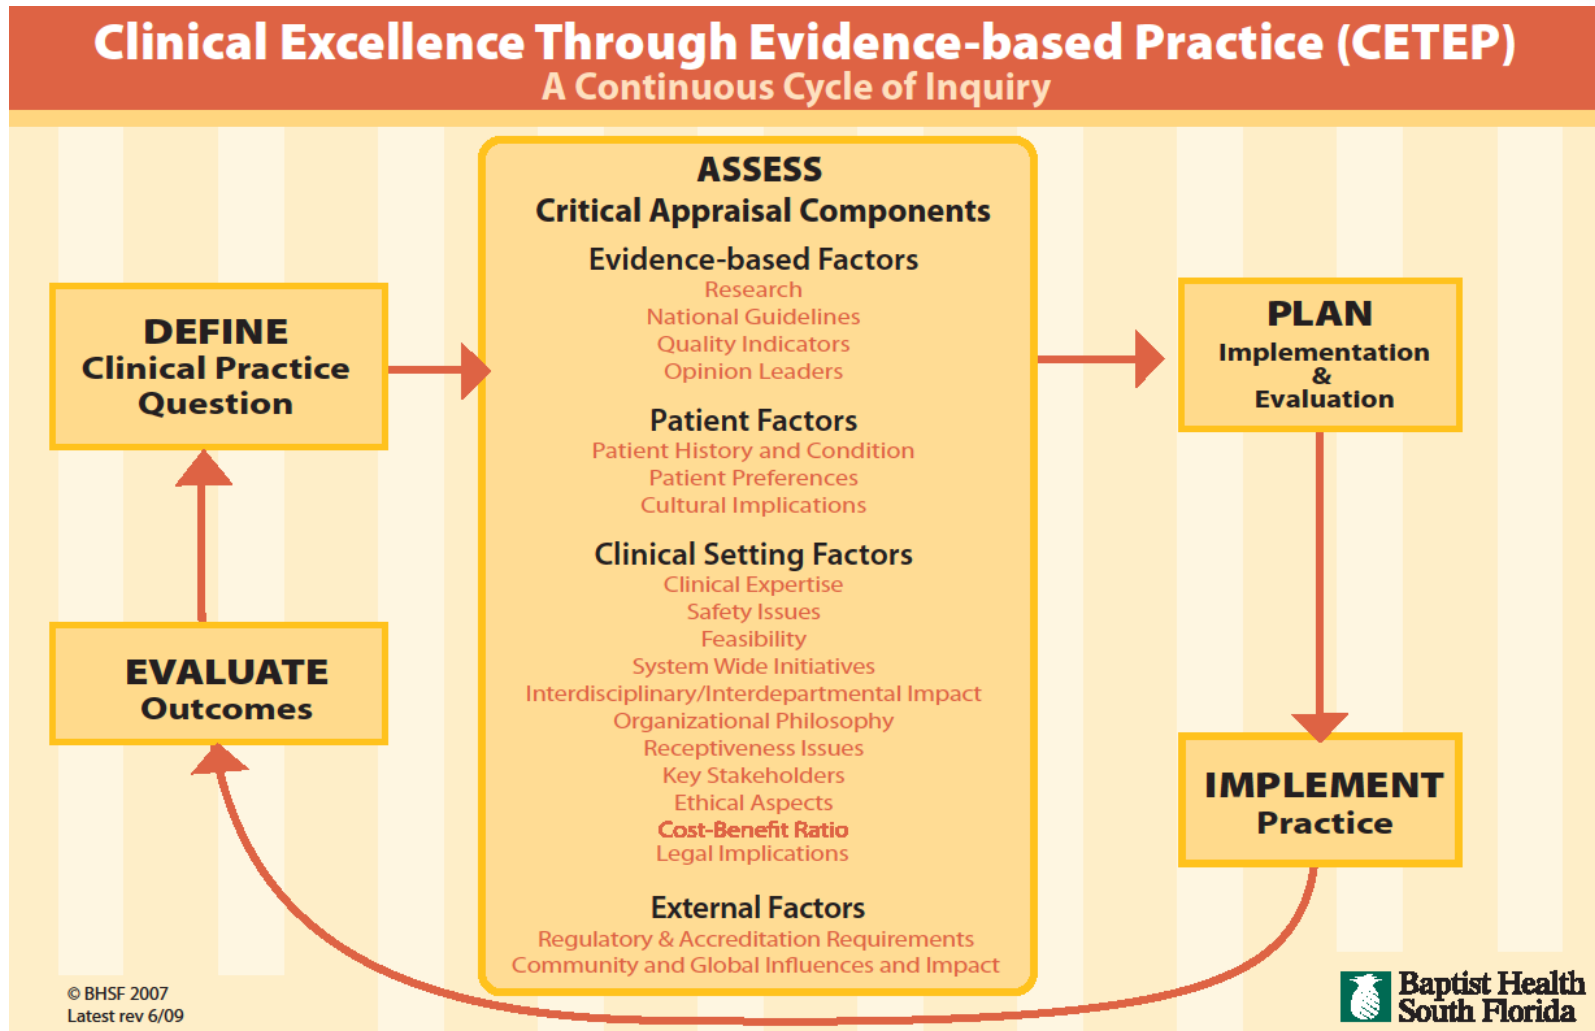 Clinical Excellence Through Evidence-based Practice (CETEP)
A Continuous Cycle of Inquiry
DEFINE
Clinical Practice
Question
ASSESS
Critical Appraisal Components
Evidence-based Factors
Research
National Guidelines
Quality Indicators
Opinion Leaders
Patient Factors
Patient History and Condition
Patient Preferences
Cultural Implications
Clinical Setting Factors
Clinical Expertise
Safety Issues
Feasibility
System Wide Initiatives
Interdisciplinary/Interdepartmental Impact
Organizational Philosophy
Receptiveness Issues
Key Stakeholders
Ethical Aspects
Cost-Benefit Ratio
Legal Implications
External Factors
Regulatory & Accreditation Requirements
Community and Global Influences and Impact
PLAN
Implementation
&
Evaluation
IMPLEMENT
Practice
EVALUATE
Outcomes
© BHSF 2007
Latest rev 6/09
Baptist Health
South Florida